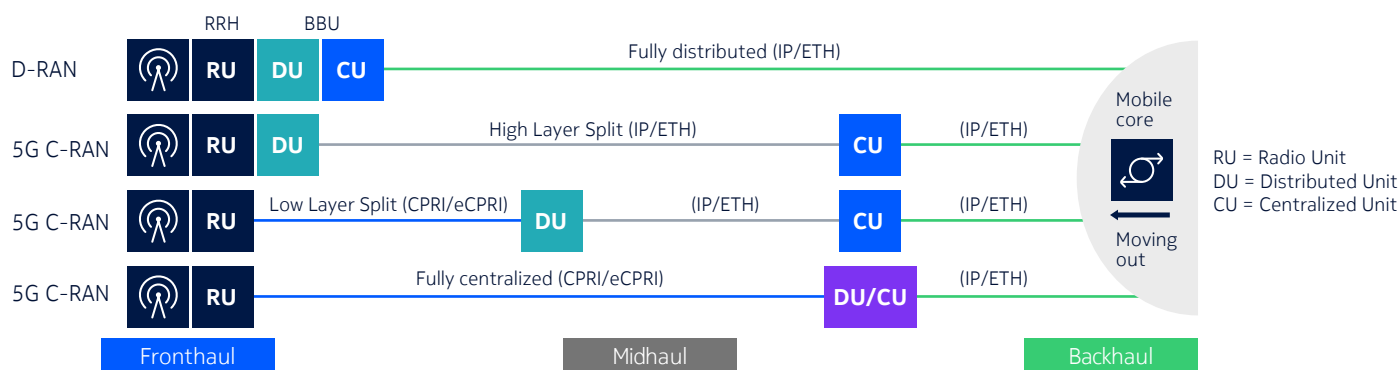 RRH BBU
D-RAN RU DU CU Fully distributed (IP/ETH)
5G C-RAN RU DU High Layer Split (IP/ETH) CU (IP/ETH)
5G C-RAN RU Low Layer Split (CPRI/eCPRI) DU (IP/ETH) CU (IP/ETH)
5G C-RAN RU Fully centralized (CPRI/eCPRI) DU/CU (IP/ETH)
Mobile
core
Moving
out
RU = Radio Unit
DU = Distributed Unit
CU = Centralized Unit
Fronthaul Midhaul Backhaul